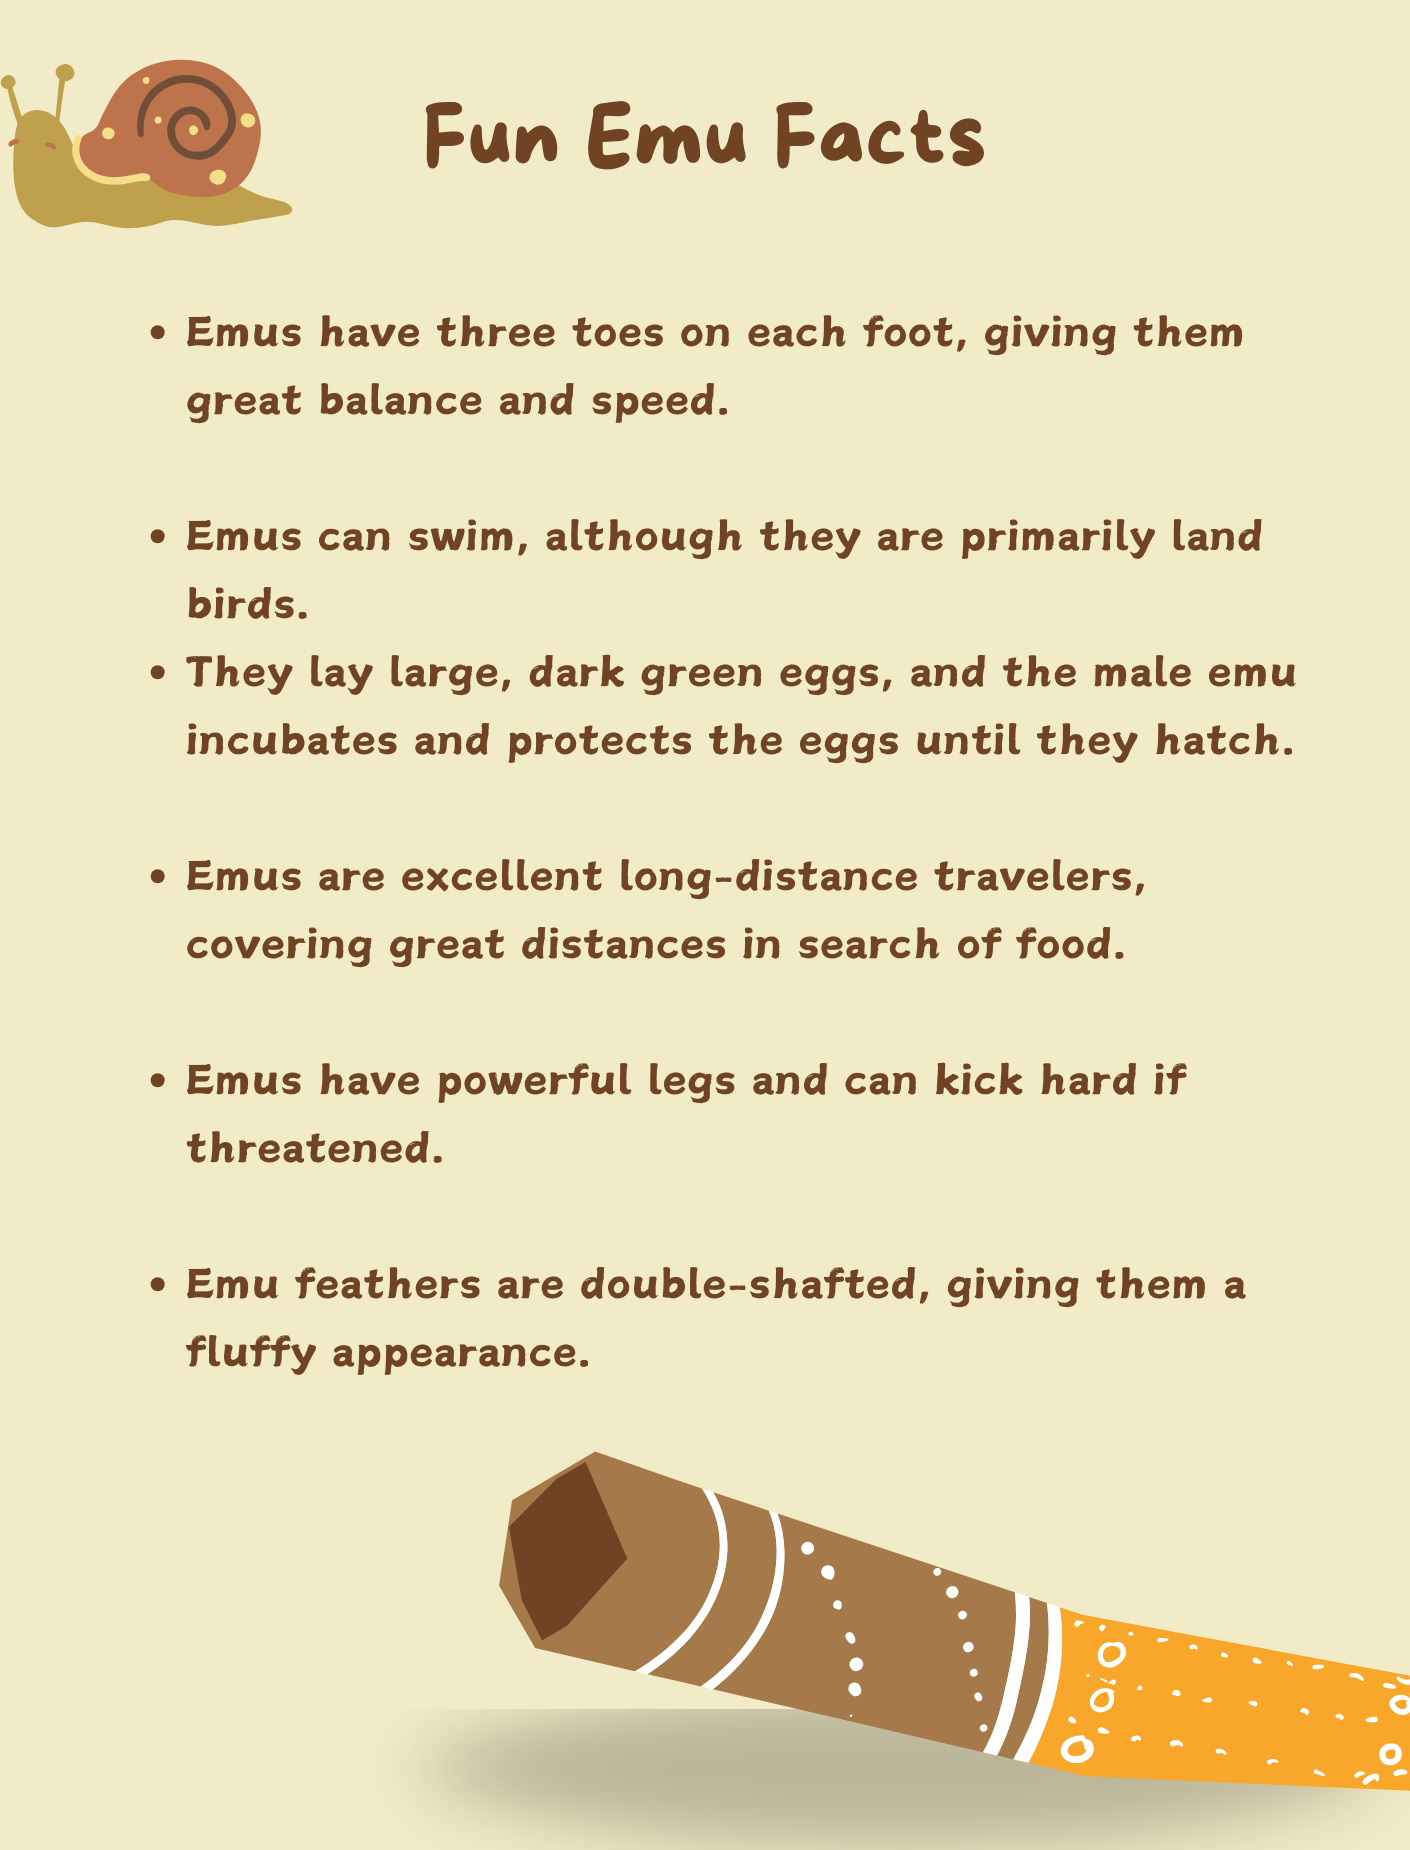 Fun Emu Facts
• Emus have three toes on each foot, giving them
great balance and speed.
• Emus can swim, although they are primarily land
birds.
• They lay large, dark green eggs, and the male emu
incubates and protects the eggs until they hatch.
• Emus are excellent long-distance travelers,
covering great distances in search of food.
• Emus have powerful legs and can kick hard if
threatened.
• Emu feathers are double-shafted, giving them a
fluffy appearance.